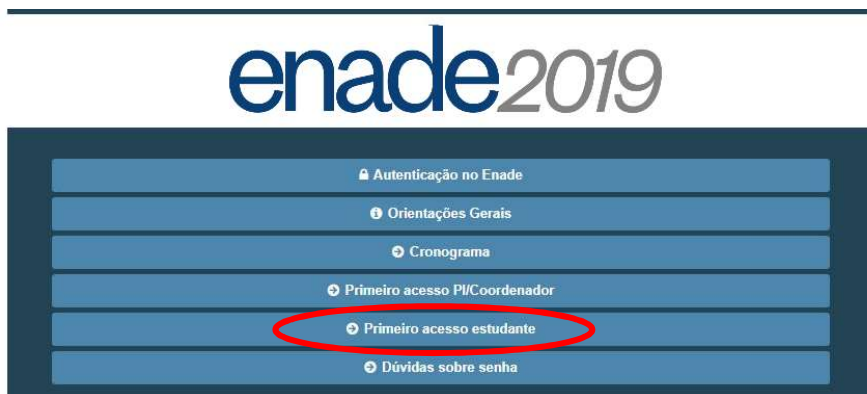 enade2019
Autenticação no Enade
Orientações Gerais
Cronograma
Primeiro acesso PI/Coordenador
Primeiro acesso estudante
Dúvidas sobre senha